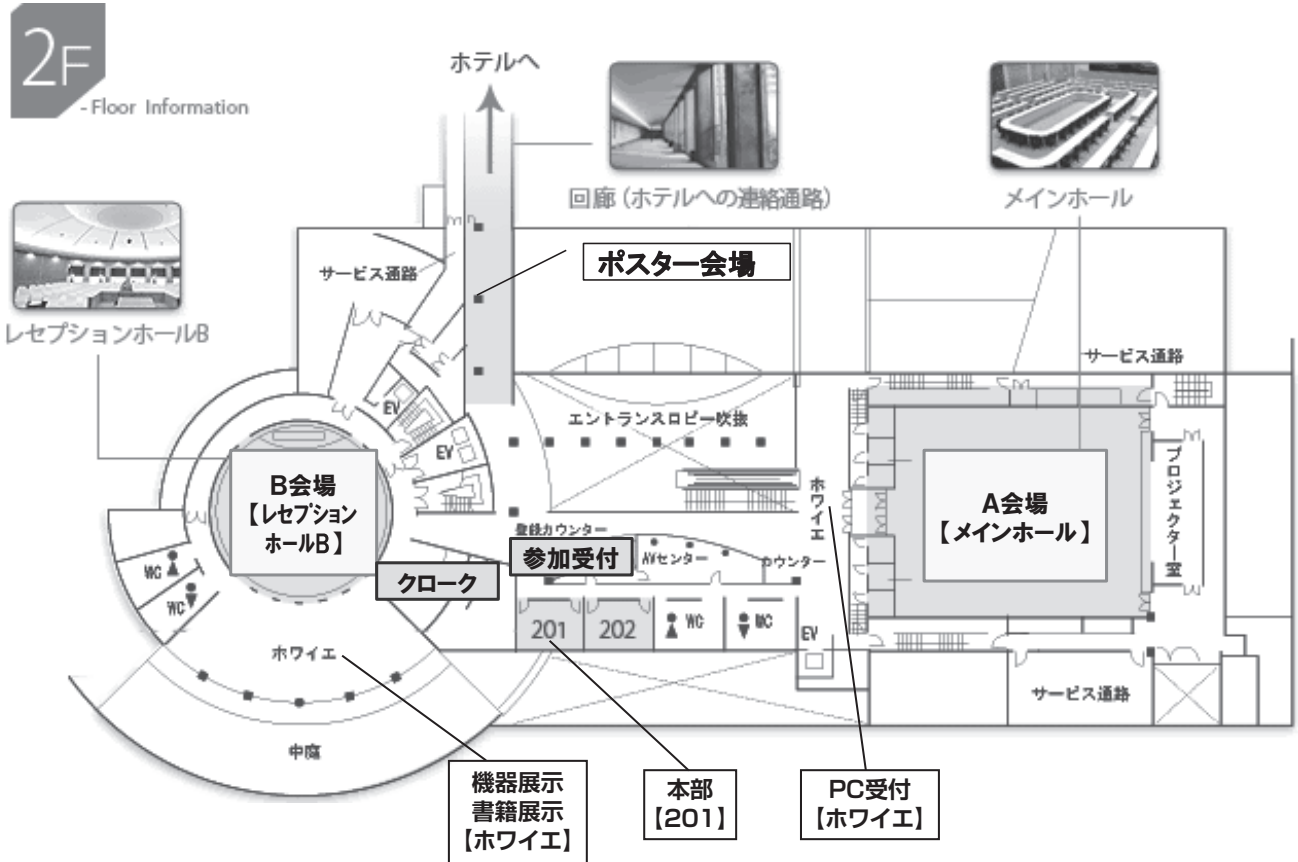 2F
- Floor Information
ホテルへ
回廊（ホテルへの連絡通路）
メインホール
レセプションホールB
サービス通路
ポスター会場
サービス通路
EV
EV
エントランスロビー吹抜
ホワイエ
プロジェクター室
B会場
【レセプション
ホールB】
A会場
【メインホール】
登録カウンター
参加受付
AVセンター
カウンター
クローク
WC
WC
201
202
WC
WC
EV
ホワイエ
サービス通路
中庭
機器展示
書籍展示
【ホワイエ】
本部
【201】
PC受付
【ホワイエ】